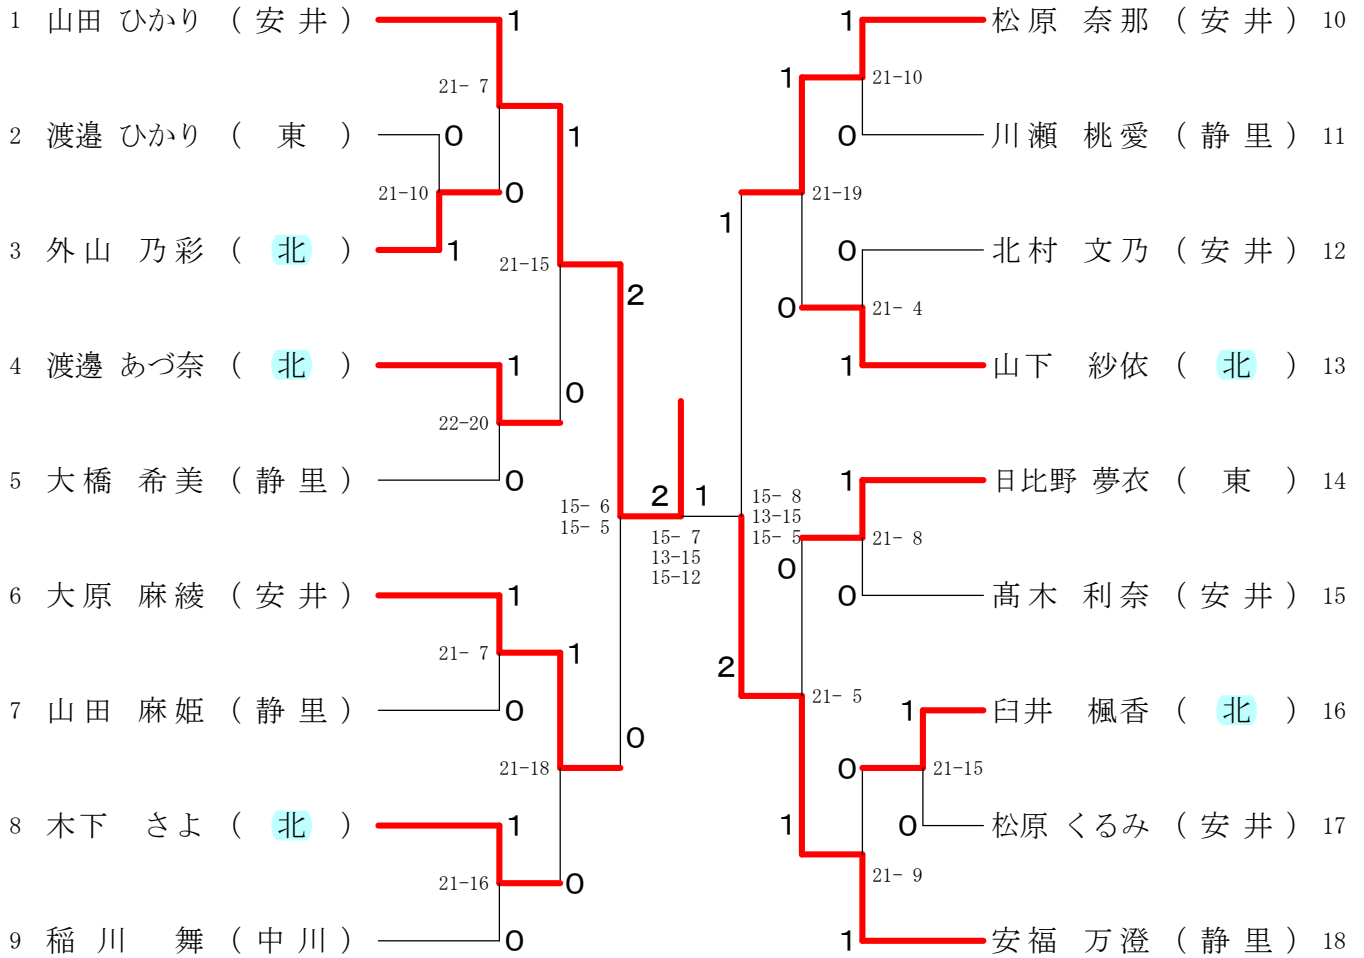 1 山田 ひかり （ 安 井 ） 1
21- 7
2 渡邉 ひかり （ 東 ） 0
1
21-10
0
3 外山 乃彩 （ 北 ） 1
21-15
2
4 渡邊 あづ奈 （ 北 ） 1
0
22-20
5 大橋 希美 （ 静 里 ） 0
15- 6
15- 5
6 大原 麻綾 （ 安 井 ） 1
21- 7
1
7 山田 麻姫 （ 静 里 ） 0
0
21-18
8 木下 さよ （ 北 ） 1
21-16
0
9 稲川 舞 （ 中 川 ） 0
2 1
15- 7
13-15
15-12
1 松原 奈那 （ 安 井 ） 10
1
21-10
0 川瀬 桃愛 （ 静 里 ） 11
21-19
1
0 北村 文乃 （ 安 井 ） 12
0
21- 4
1 山下 紗依 （ 北 ） 13
1 日比野 夢衣 （ 東 ） 14
15- 8
13-15
15- 5
21- 8
0
0 髙木 利奈 （ 安 井 ） 15
2
21- 5
1 臼井 楓香 （ 北 ） 16
0
21-15
1
0 松原 くるみ （ 安 井 ） 17
21- 9
1 安福 万澄 （ 静 里 ） 18